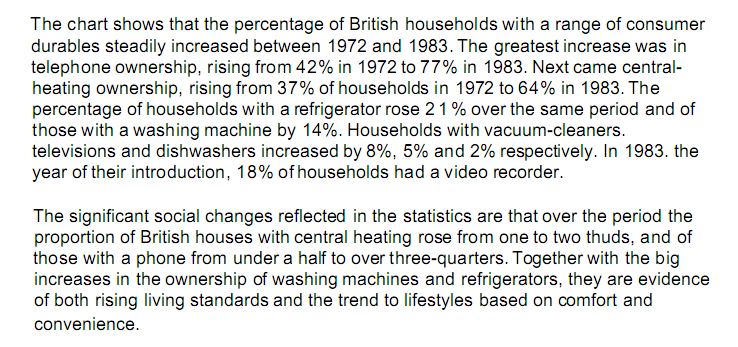 The chart shows that the percentage of British households with a range of consumer
durables steadily increased between 1972 and 1983. The greatest increase was in
telephone ownership, rising from 42% in 1972 to 77% in 1983. Next came central-
heating ownership, rising from 37% of households in 1972 to 64% in 1983. The
percentage of households with a refrigerator rose 2 1 % over the same period and of
those with a washing machine by 14%. Households with vacuum-cleaners.
televisions and dishwashers increased by 8%, 5% and 2% respectively. In 1983. the
year of their introduction, 18% of households had a video recorder.
The significant social changes reflected in the statistics are that over the period the
proportion of British houses with central heating rose from one to two thuds, and of
those with a phone from under a half to over three-quarters. Together with the big
increases in the ownership of washing machines and refrigerators, they are evidence
of both rising living standards and the trend to lifestyles based on comfort and
convenience.